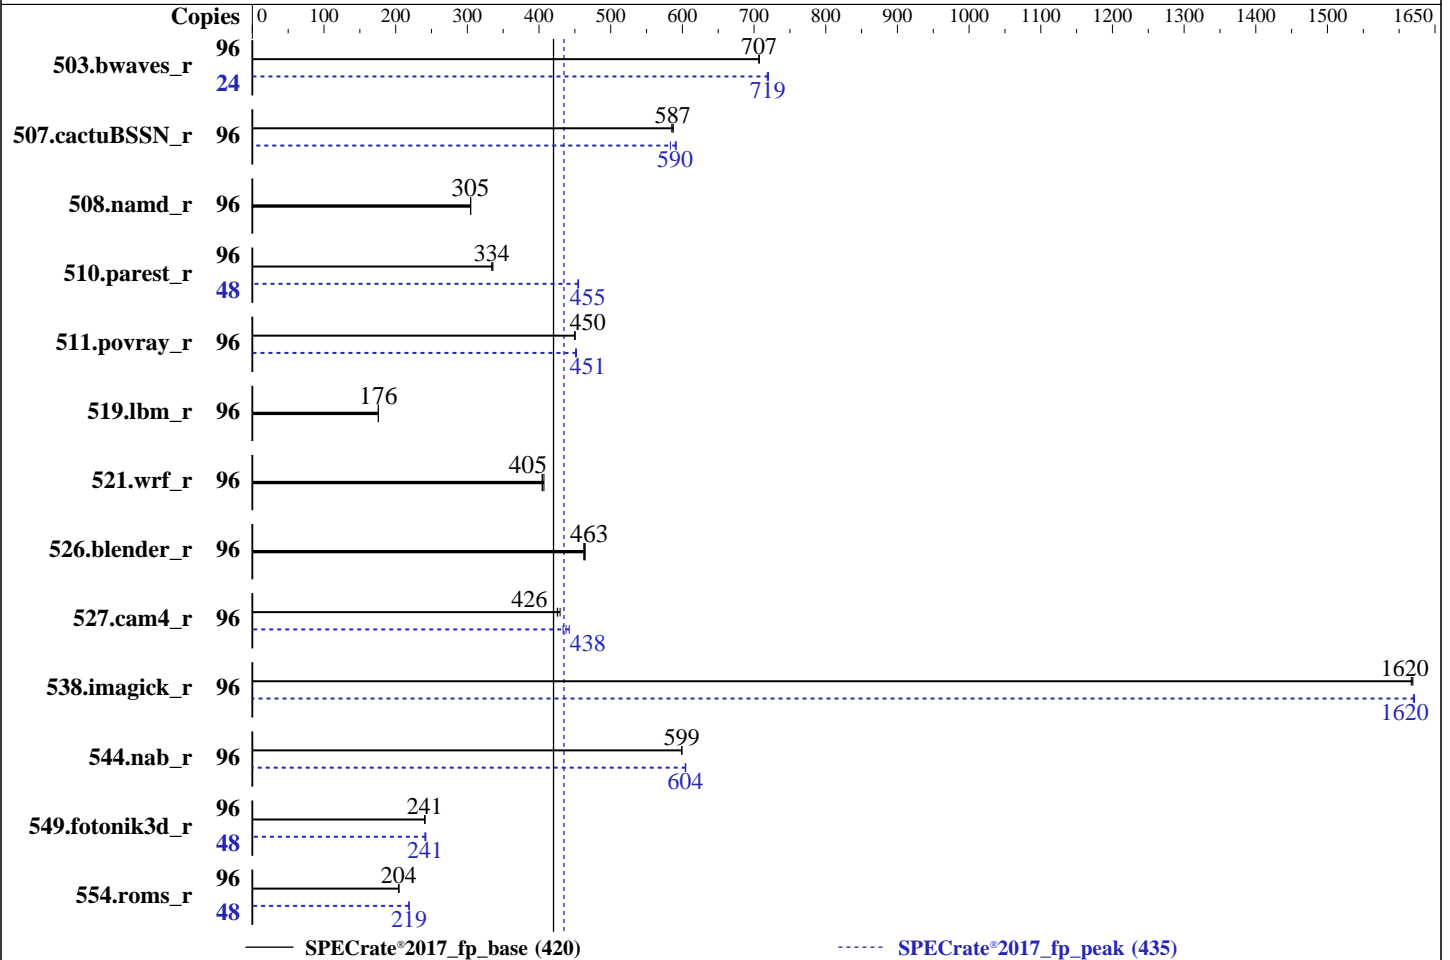 Copies 0 100 200 300 400 500 600 700 800 900 1000 1100 1200 1300 1400 1500 1650
503.bwaves_r 96 707
24 719
507.cactuBSSN_r 96 587
590
508.namd_r 96 305
510.parest_r 96 334
48 455
511.povray_r 96 450
451
519.lbm_r 96 176
521.wrf_r 96 405
526.blender_r 96 463
527.cam4_r 96 426
438
538.imagick_r 96 1620
1620
544.nab_r 96 599
604
549.fotonik3d_r 96 241
48 241
554.roms_r 96 204
48 219
SPECrate®2017_fp_base (420) SPECrate®2017_fp_peak (435)